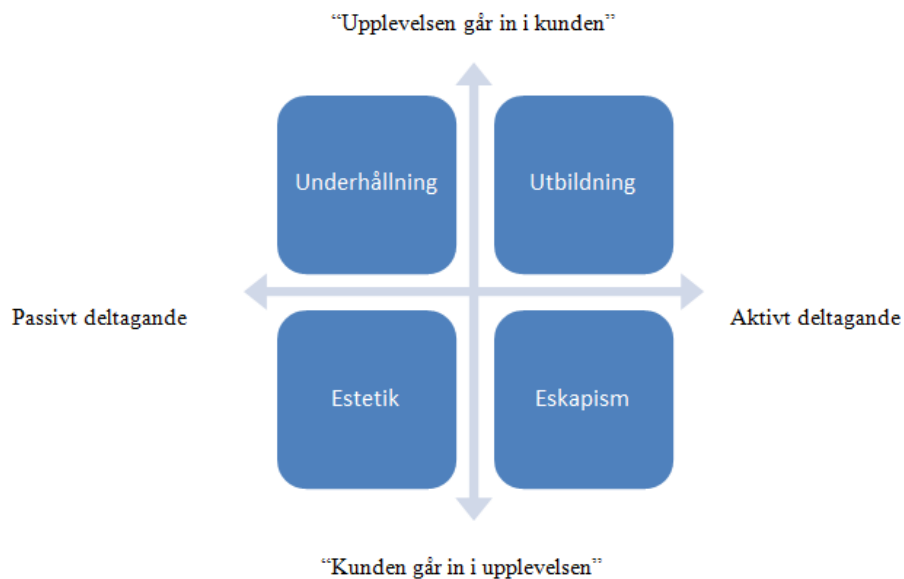 “Upplevelsen går in i kunden”
Underhållning
Utbildning
Passivt deltagande
Aktivt deltagande
Estetik
Eskapism
“Kunden går in i upplevelsen”